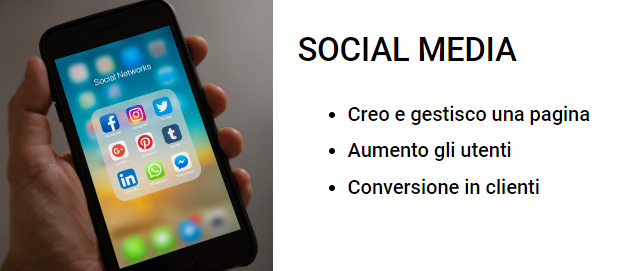 Social Networks
SOCIAL MEDIA
Creo e gestisco una pagina
Aumento gli utenti
Conversione in clienti